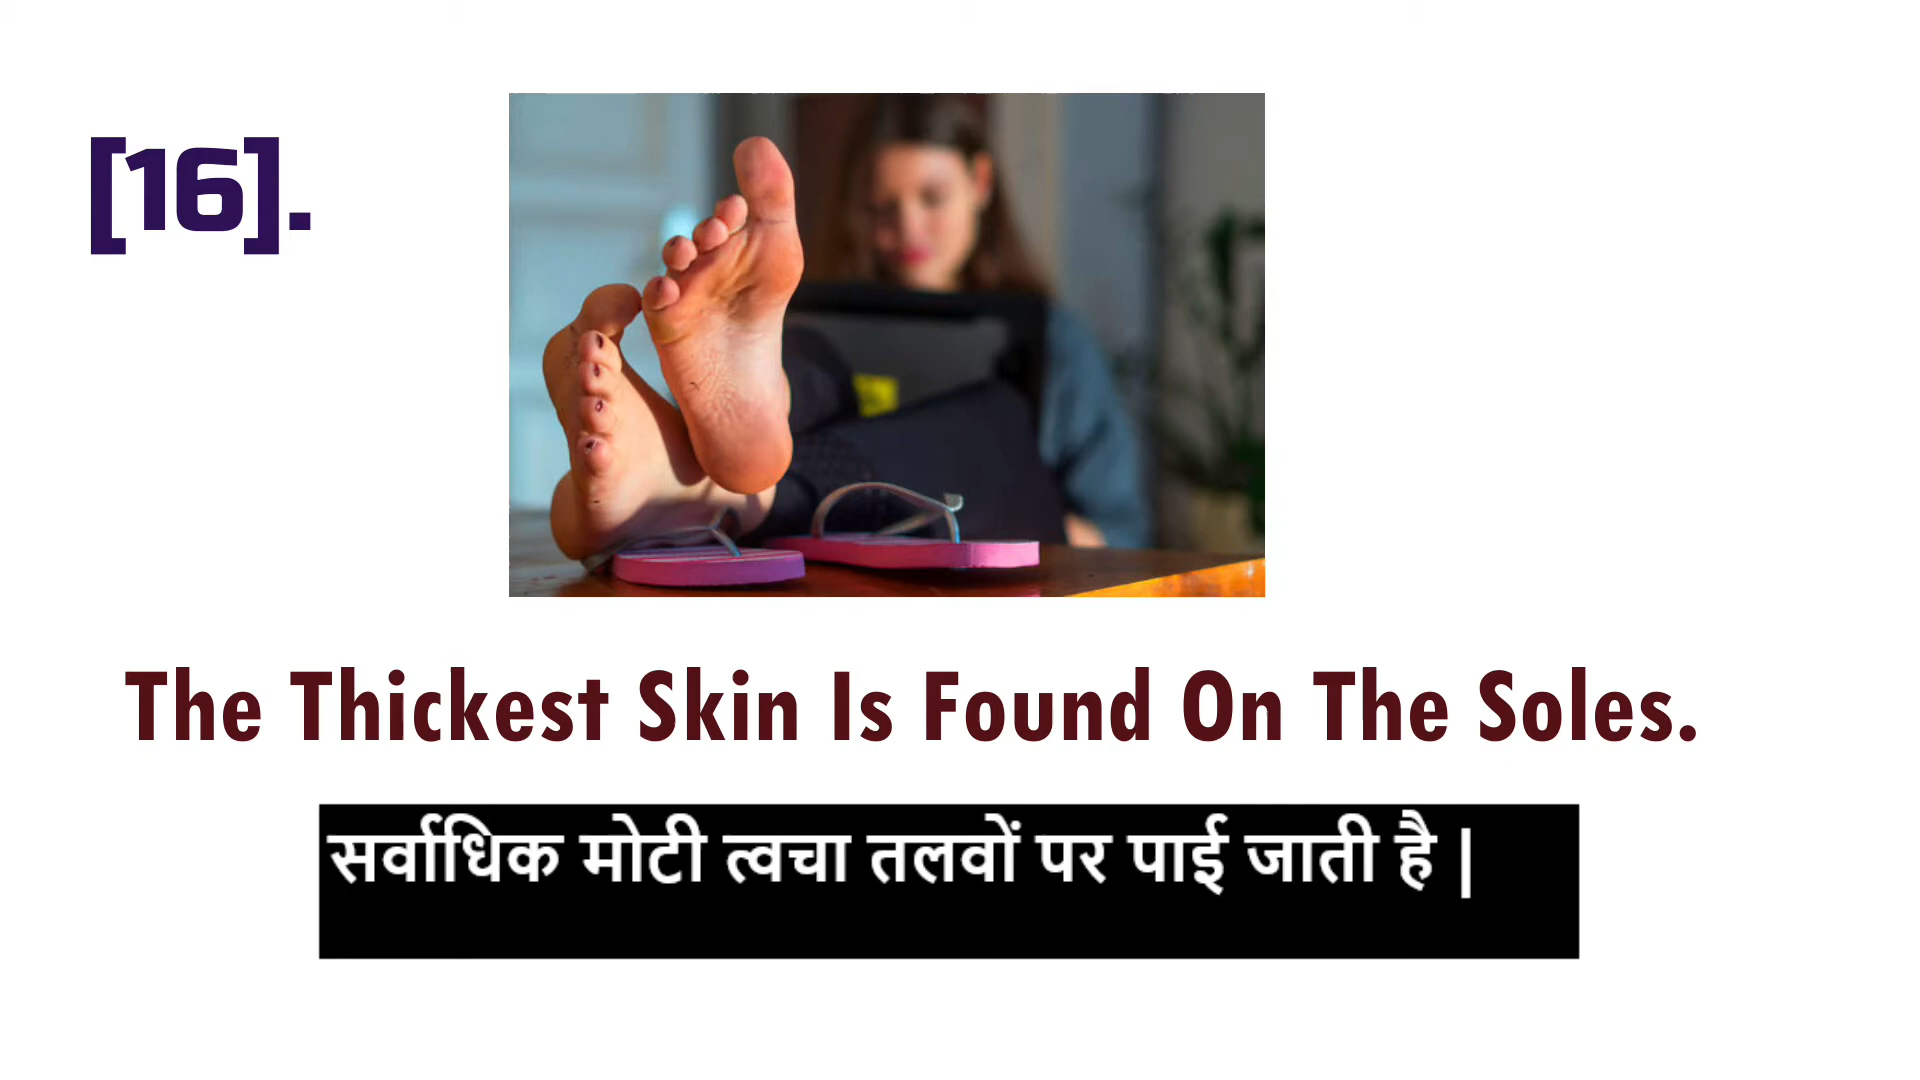 [16].
The Thickest Skin Is Found On The Soles.
सर्वाधिक मोटी त्वचा तलवों पर पाई जाती है |